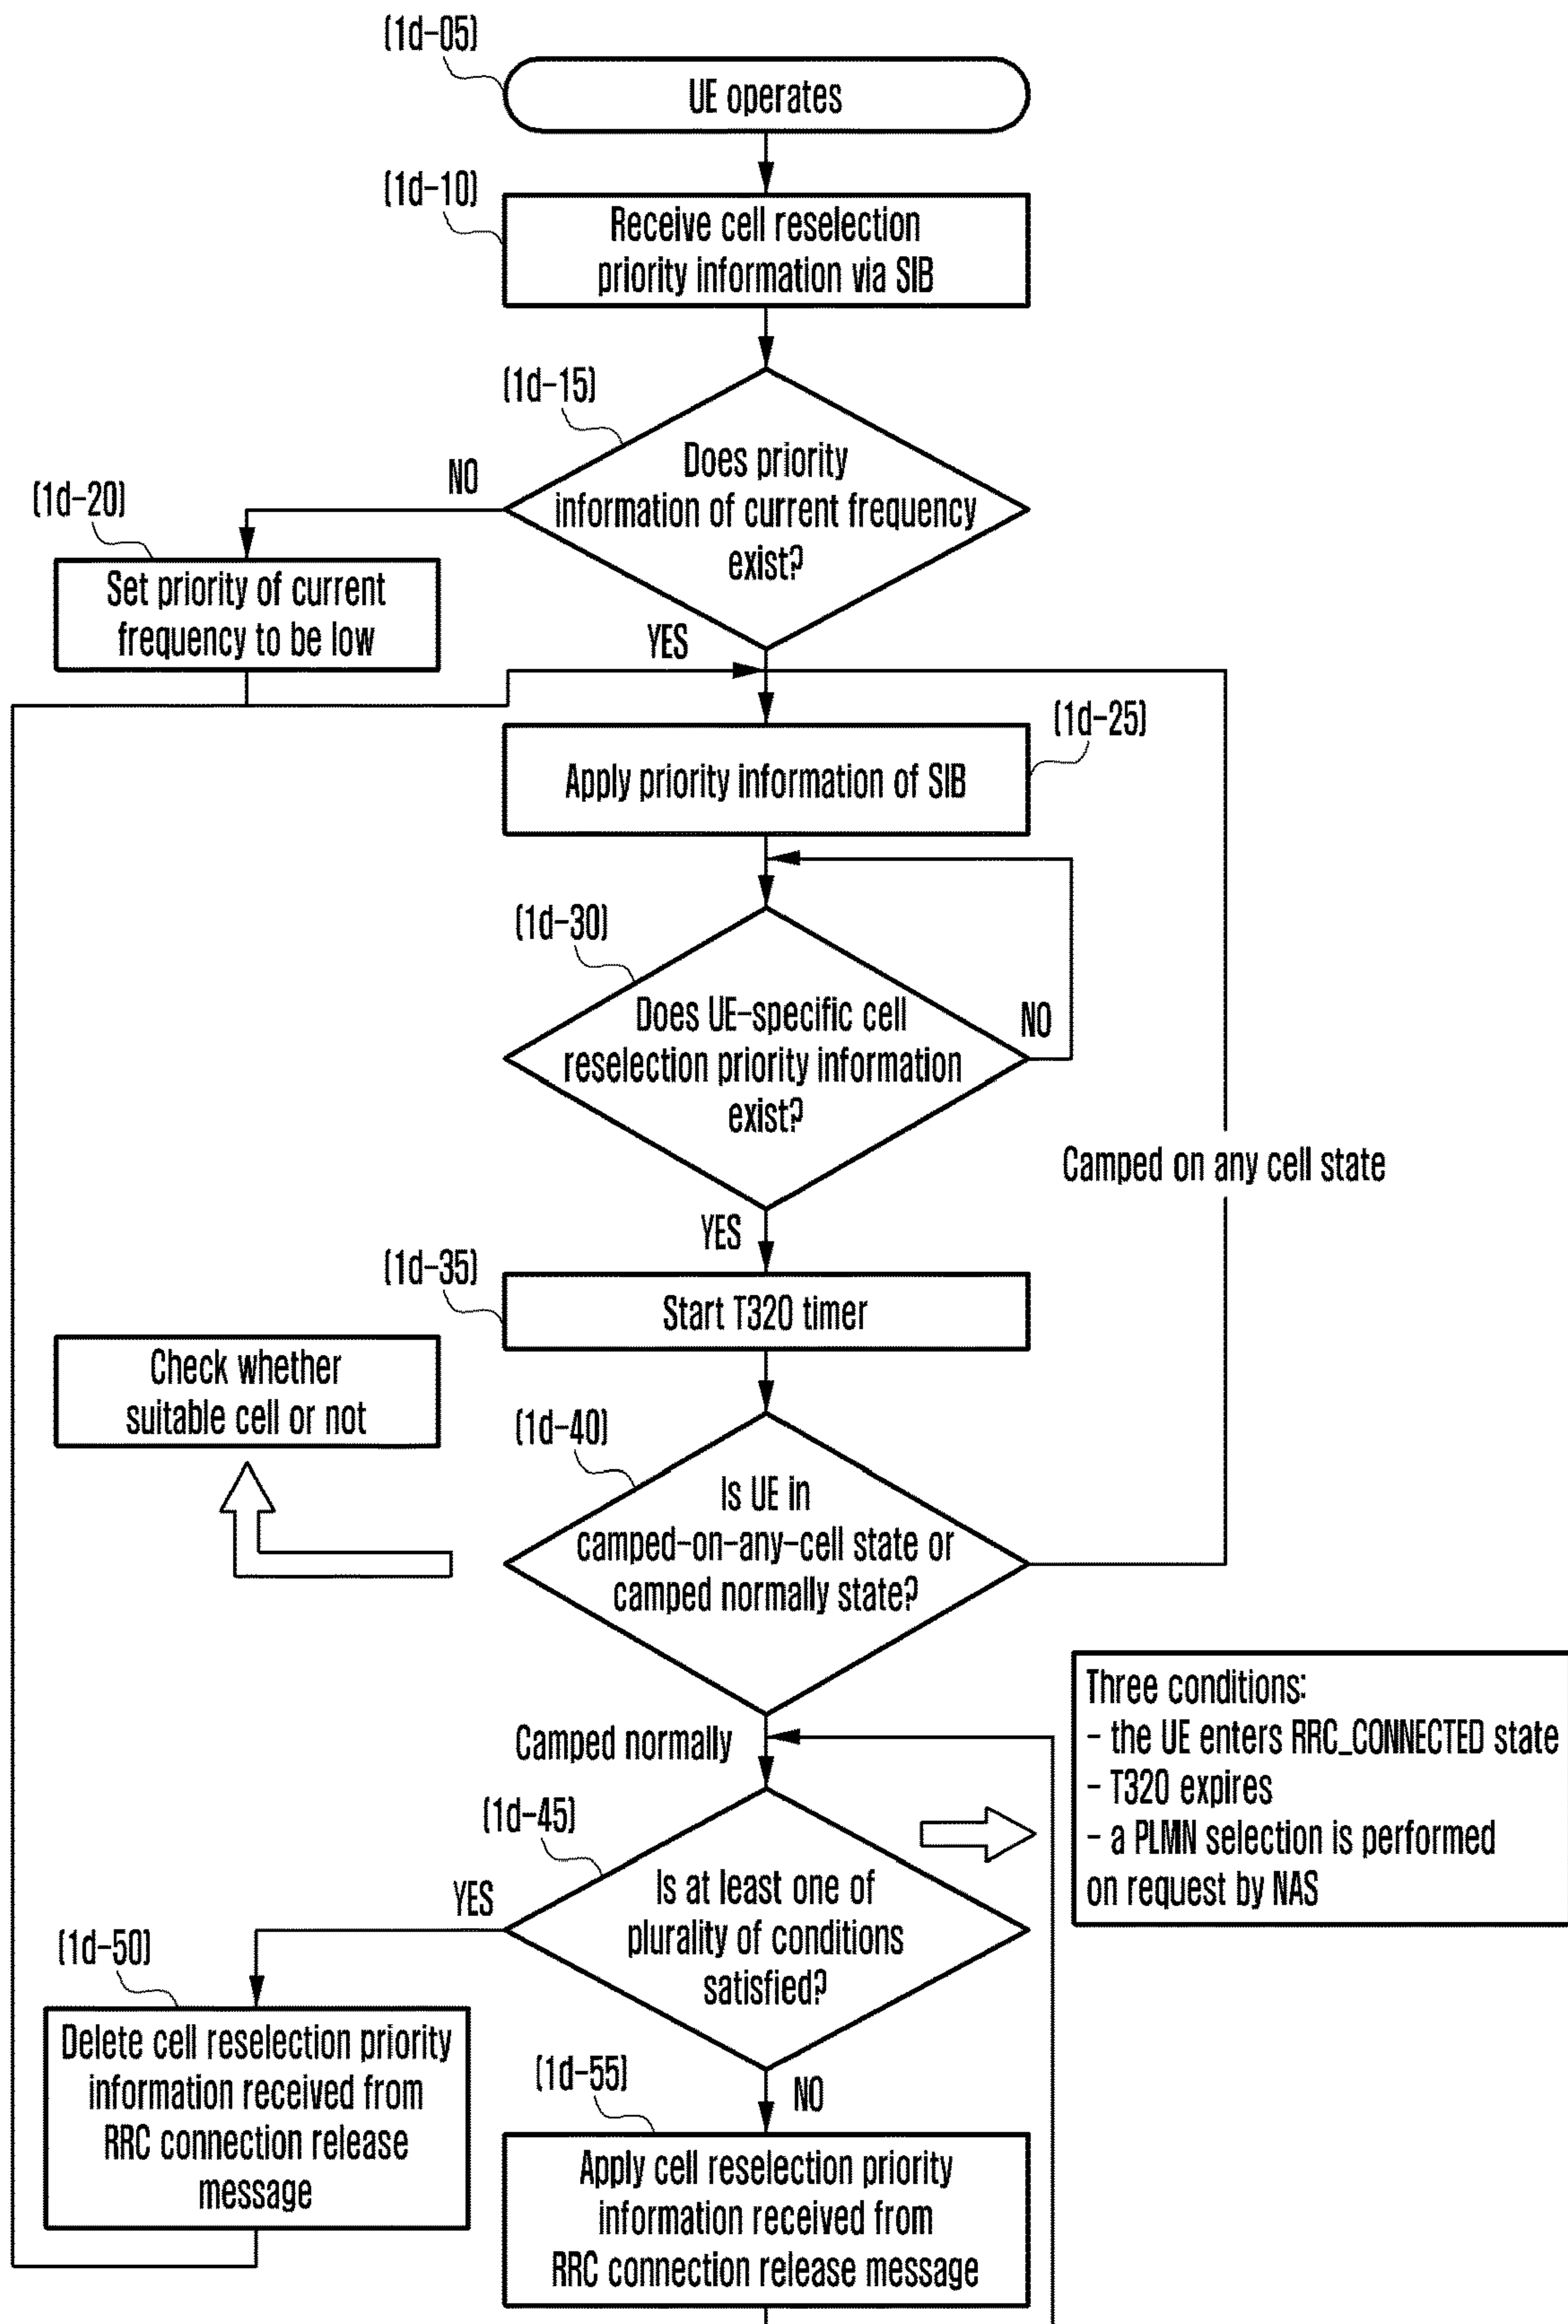 (1d-05)
UE operates
(1d-10)
Receive cell reselection
priority information via SIB
(1d-15)
Does priority
information of current frequency
exist?
NO
(1d-20)
Set priority of current
frequency to be low
YES
(1d-25)
Apply priority information of SIB
(1d-30)
Does UE-specific cell
reselection priority information
exist?
NO
Camped on any cell state
YES
(1d-35)
Start T320 timer
Check whether
suitable cell or not
(1d-40)
Is UE in
camped-on-any-cell state or
camped normally state?
Camped normally
Three conditions:
- the UE enters RRC_CONNECTED state
- T320 expires
- a PLMN selection is performed
on request by NAS
(1d-45)
Is at least one of
plurality of conditions
satisfied?
YES
(1d-50)
Delete cell reselection priority
information received from
RRC connection release
message
NO
(1d-55)
Apply cell reselection priority
information received from
RRC connection release message